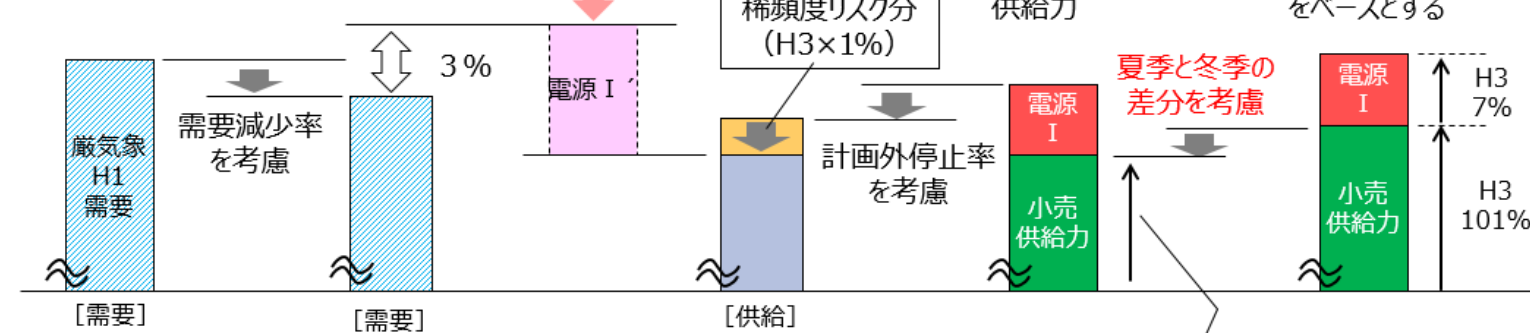 稀頻度リスク分
（H3×1%）
供給力
をベースとする
3%
電源Ⅰ´
厳気象
H1
需要
需要減少率
を考慮
計画外停止率
を考慮
電源
Ⅰ
小売
供給力
夏季と冬季の
差分を考慮
電源
Ⅰ
小売
供給力
H3
7%
H3
101%
［需要］
［需要］
［供給］